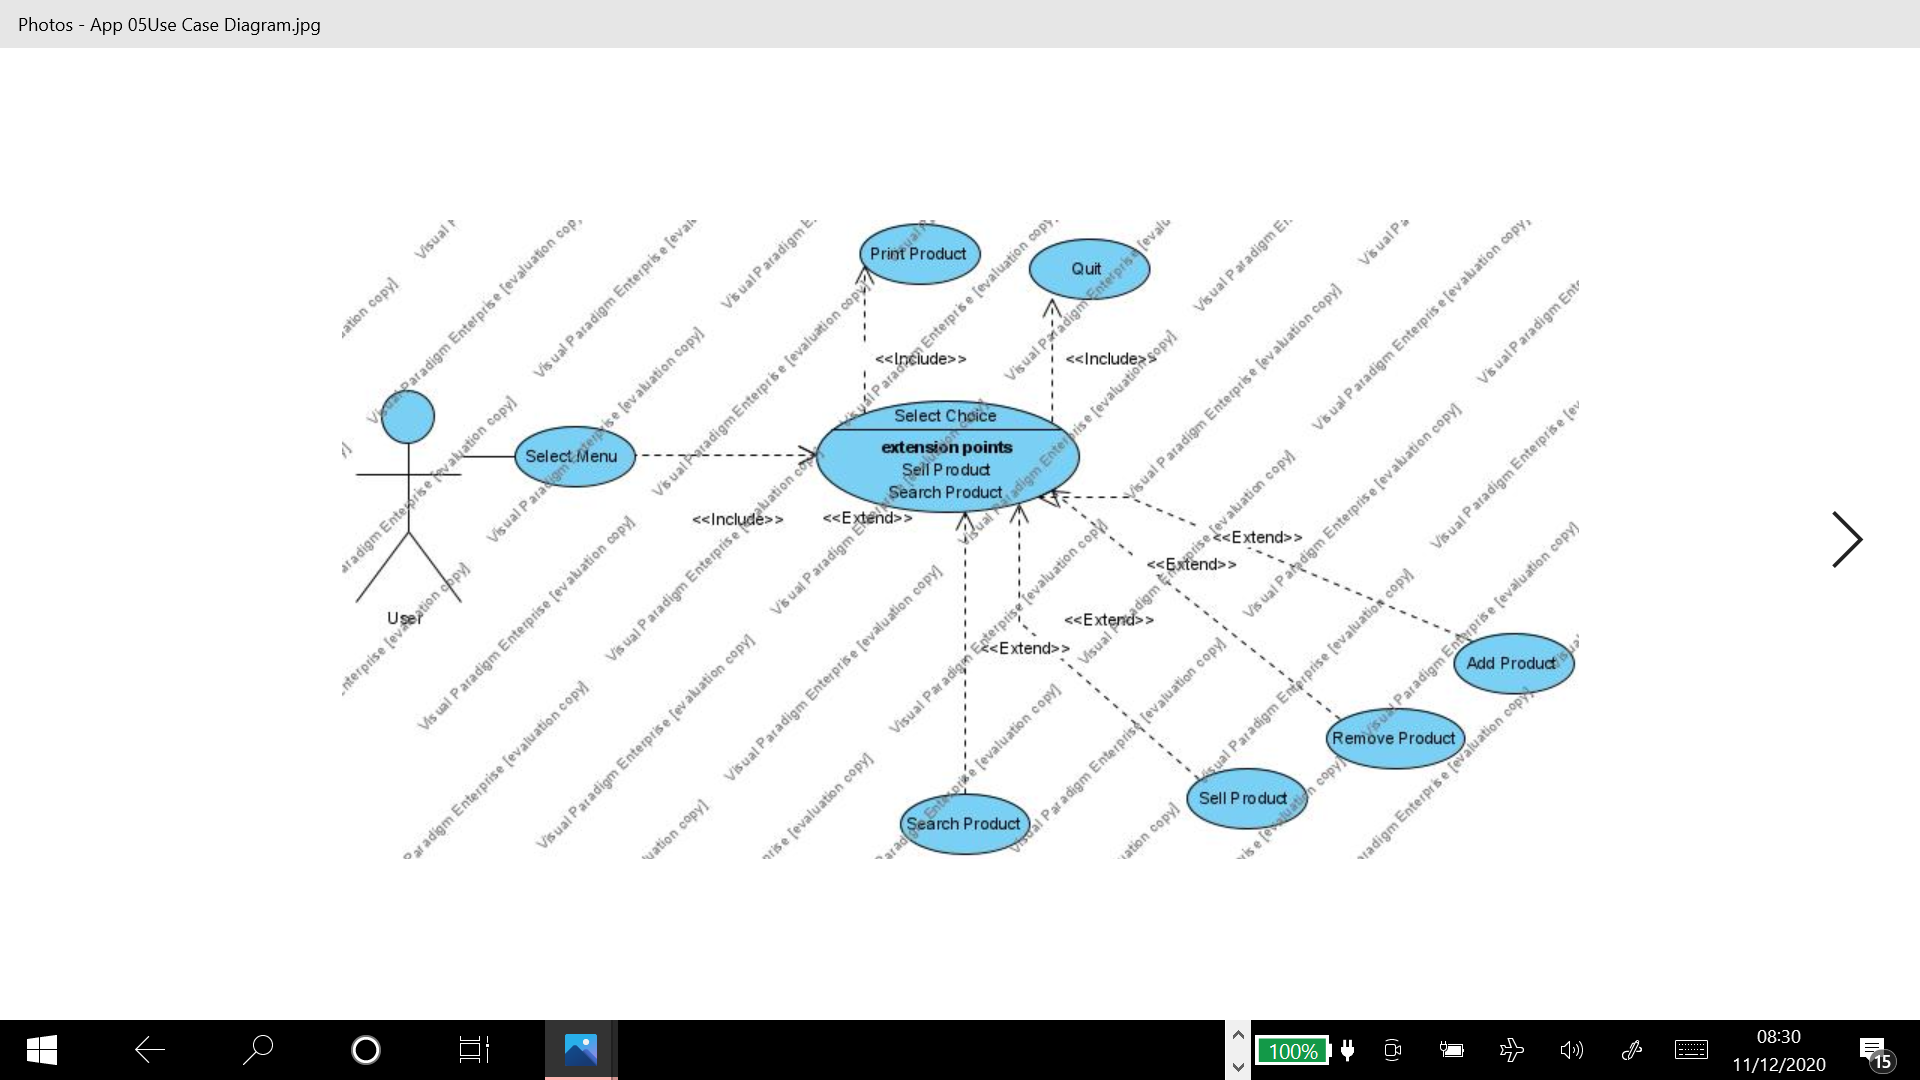 Photos - App 05Use Case Diagram.jpg
Print Product
Quit
<<Include>>
<<Include>>
Select Choice
extension points
Sell Product
Search Product
Select Menu
<<Include>>
<<Extend>>
<<Extend>>
<<Extend>>
<<Extend>>
<<Extend>>
User
Add Product
Remove Product
Sell Product
Search Product
Visual Paradigm Enterprise [evaluation copy]
100%
08:30
11/12/2020
15